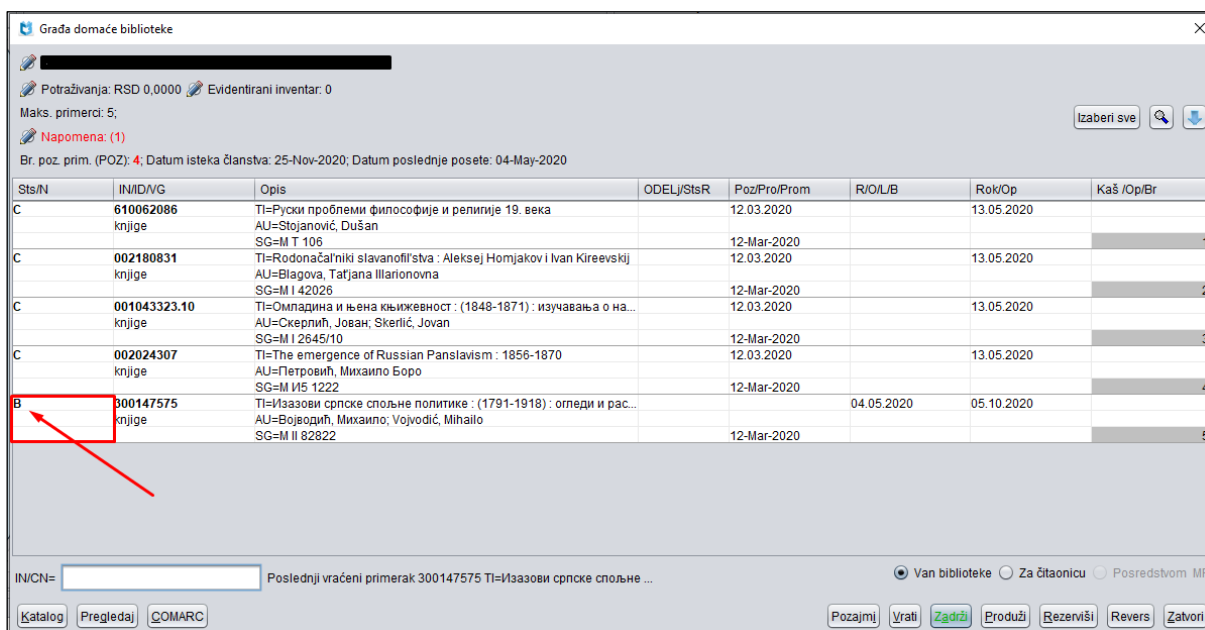 Građa domaće biblioteke
Potraživanja: RSD 0,0000 Evidentirani inventar: 0
Maks. primerci: 5;
Izaberi sve
Napomena: (1)
Br. poz. prim. (POZ): 4; Datum isteka članstva: 25-Nov-2020; Datum poslednje posete: 04-May-2020
Sts/N IN/ID/VG Opis ODELj/StsR Poz/Pro/Prom R/O/L/B Rok/Op Kaš /Op/Br
C 610062086 TI=Руски проблеми философије и религије 19. века 12.03.2020 13.05.2020
knjige AU=Stojanović, Dušan
SG=M T 106 12-Mar-2020 1
C 002180831 TI=Rodonačal'niki slavanofil'stva : Aleksej Homjakov i Ivan Kireevskij 12.03.2020 13.05.2020
knjige AU=Blagova, Tat'jana Illarionovna
SG=M I 42026 12-Mar-2020 2
C 001043323.10 TI=Омладина и њена књижевност : (1848-1871) : изучавања о на... 12.03.2020 13.05.2020
knjige AU=Скерлић, Јован; Skerlić, Jovan
SG=M I 2645/10 12-Mar-2020 3
C 002024307 TI=The emergence of Russian Panslavism : 1856-1870 12.03.2020 13.05.2020
knjige AU=Петровић, Михаило Боро
SG=M И5 1222 12-Mar-2020 4
B 300147575 TI=Изазови српске спољне политике : (1791-1918) : огледи и рас... 04.05.2020 05.10.2020
knjige AU=Војводић, Михаило; Vojvodić, Mihailo
SG=M II 82822 12-Mar-2020 5
IN/CN= Poslednji vraćeni primerak 300147575 TI=Изазови српске спољне ... Van biblioteke Za čitaonicu Posredstvom
Katalog Pregledaj COMARC Pozajmi Vrati Zadrži Produži Rezerviši Revers Zatvori